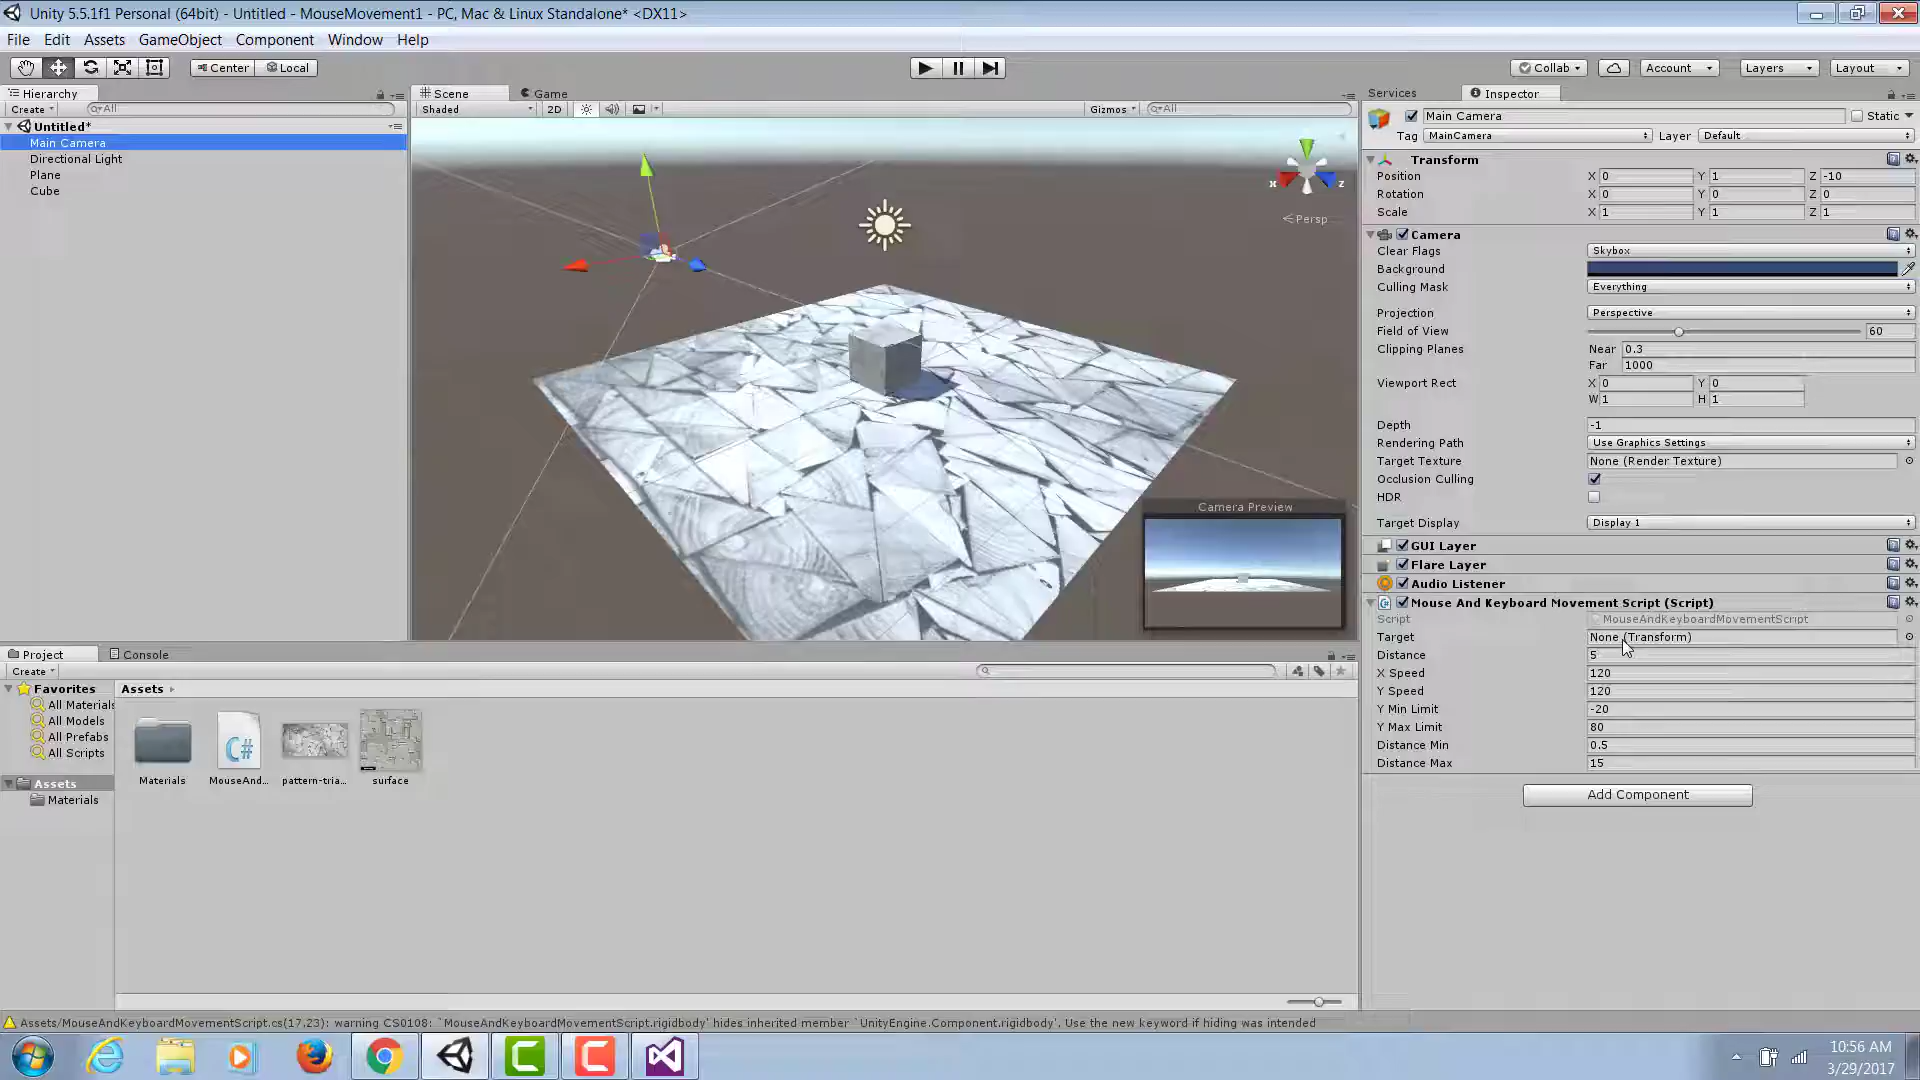 Unity 5.5.1f1 Personal (64bit) - Untitled - MouseMovement1 - PC, Mac & Linux Standalone* <DX11>
File Edit Assets GameObject Component Window Help
Center Local Collab Account Layers Layout
Hierarchy
Create All
Untitled*
Main Camera
Directional Light
Plane
Cube
Scene Game
Shaded 2D Gizmos All
x z
Persp
Camera Preview
Services Inspector
Main Camera Static
Tag MainCamera Layer Default
Transform
Position X 0 Y 1 Z -10
Rotation X 0 Y 0 Z 0
Scale X 1 Y 1 Z 1
Camera
Clear Flags Skybox
Background
Culling Mask Everything
Projection Perspective
Field of View 60
Clipping Planes Near 0.3
Far 1000
Viewport Rect X 0 Y 0
W 1 H 1
Depth -1
Rendering Path Use Graphics Settings
Target Texture None (Render Texture)
Occlusion Culling
HDR
Target Display Display 1
GUI Layer
Flare Layer
Audio Listener
Mouse And Keyboard Movement Script (Script)
Script MouseAndKeyboardMovementScript
Target None (Transform)
Distance 5
X Speed 120
Y Speed 120
Y Min Limit -20
Y Max Limit 80
Distance Min 0.5
Distance Max 15
Add Component
Project Console
Create
Favorites
All Materials
All Models
All Prefabs
All Scripts
Assets
Materials
Assets
C#
Materials MouseAnd... pattern-tria... surface
Assets/MouseAndKeyboardMovementScript.cs(17,23): warning CS0108: `MouseAndKeyboardMovementScript.rigidbody' hides inherited member `UnityEngine.Component.rigidbody'. Use the new keyword if hiding was intended
10:56 AM
3/29/2017